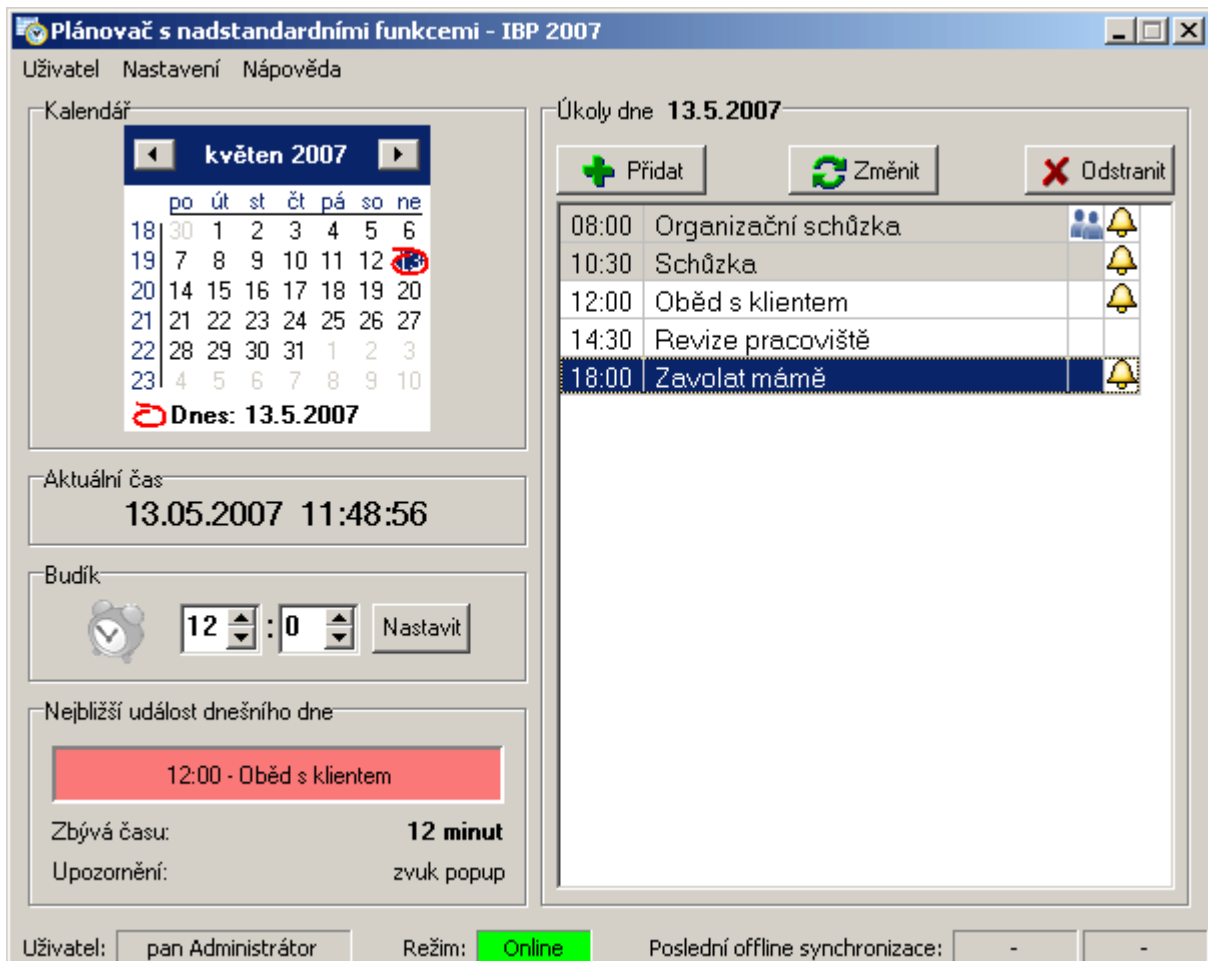 Plánovač s nadstandardními funkcemi - IBP 2007
Uživatel Nastavení Nápověda
Kalendář
květen 2007
po út st čt pá so ne
18 30 1 2 3 4 5 6
19 7 8 9 10 11 12 13
20 14 15 16 17 18 19 20
21 21 22 23 24 25 26 27
22 28 29 30 31 1 2 3
23 4 5 6 7 8 9 10
Dnes: 13.5.2007
Aktuální čas
13.05.2007 11:48:56
Budík
12 : 0 Nastavit
Nejbližší událost dnešního dne
12:00 - Oběd s klientem
Zbývá času: 12 minut
Upozornění: zvuk popup
Úkoly dne 13.5.2007
Přidat Změnit Odstranit
08:00 Organizační schůzka
10:30 Schůzka
12:00 Oběd s klientem
14:30 Revize pracoviště
18:00 Zavolat mámě
Uživatel: pan Administrátor Režim: Online Poslední offline synchronizace: - -